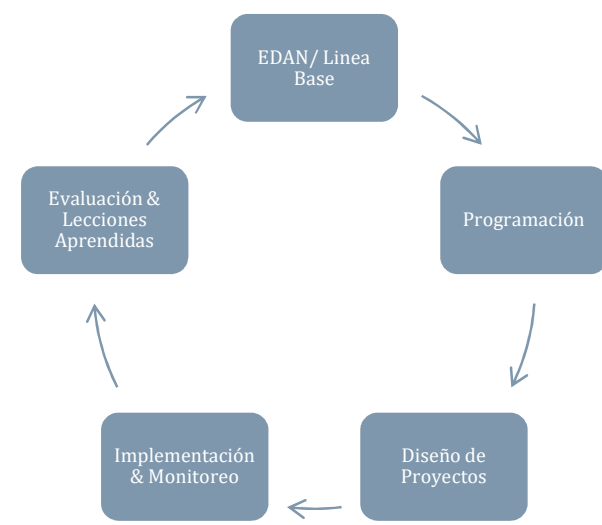 EDAN/ Linea
Base
Programación
Diseño de
Proyectos
Implementación
& Monitoreo
Evaluación &
Lecciones
Aprendidas